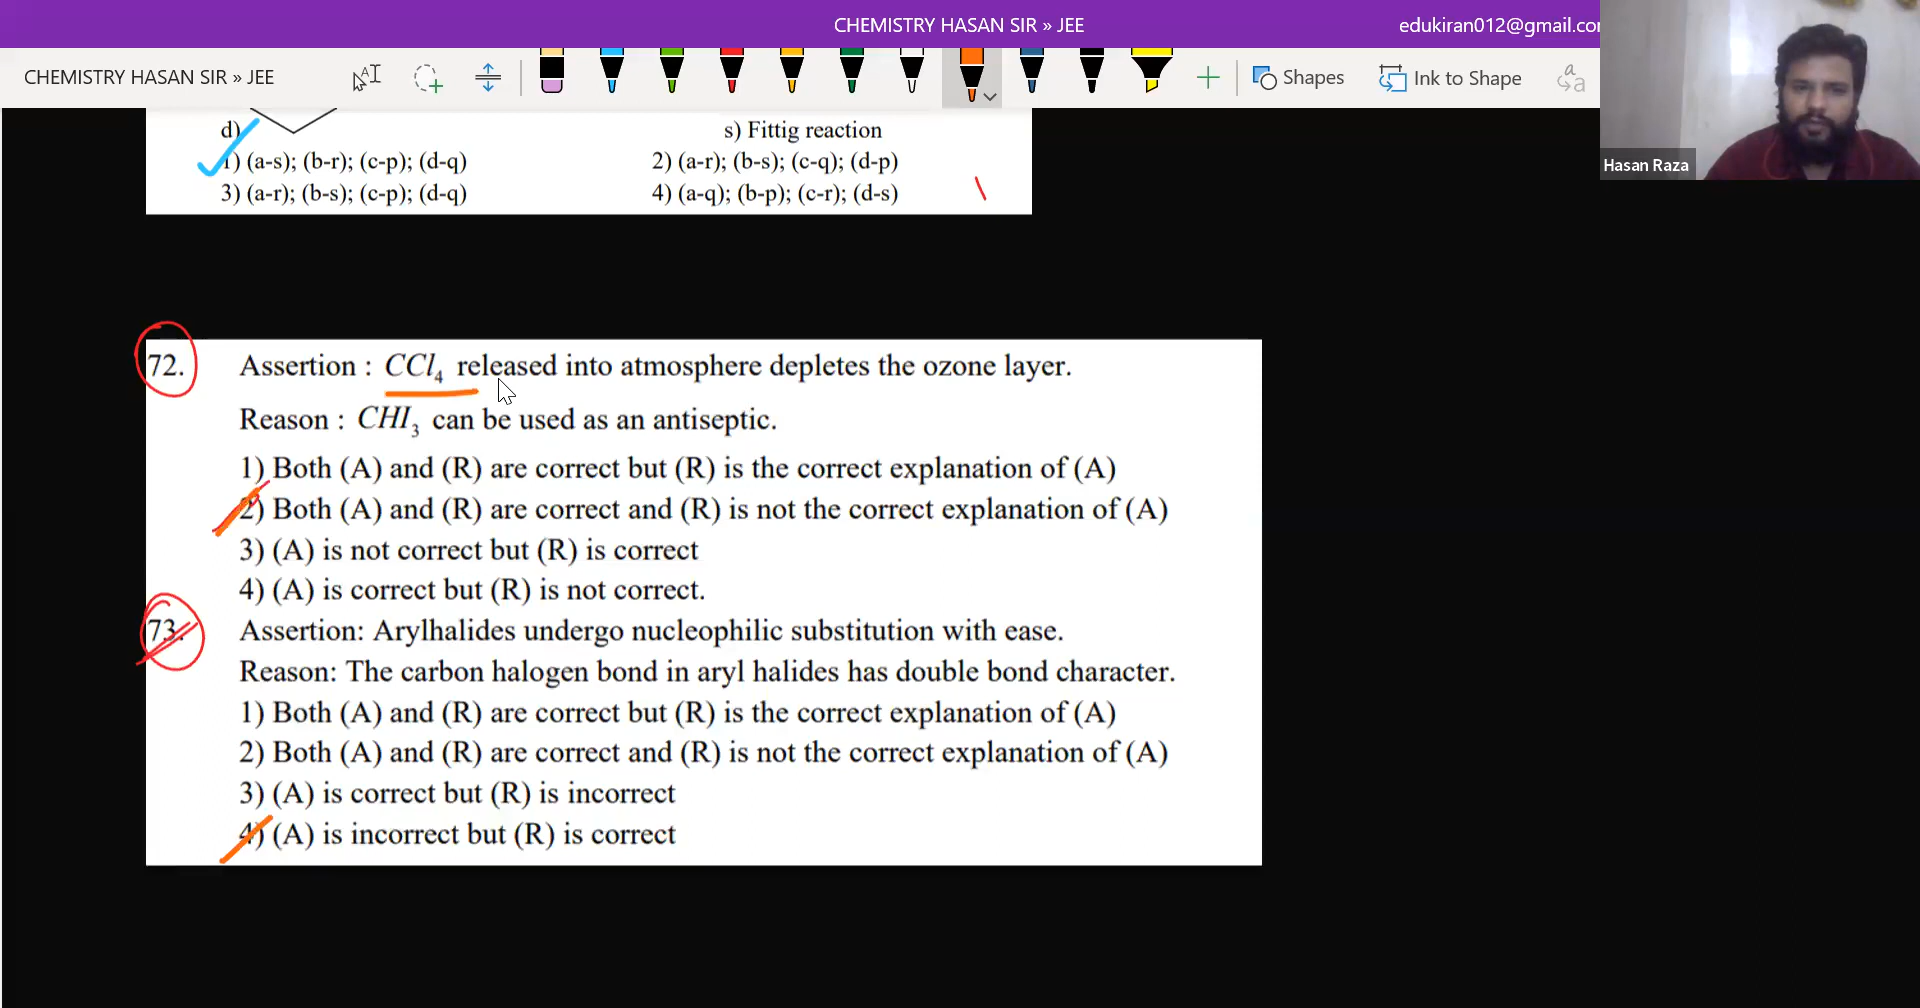 CHEMISTRY HASAN SIR » JEE
edukiran012@gmail.co
CHEMISTRY HASAN SIR » JEE
Shapes
Ink to Shape
Hasan Raza
d)
s) Fittig reaction
1) (a-s); (b-r); (c-p); (d-q)
2) (a-r); (b-s); (c-q); (d-p)
3) (a-r); (b-s); (c-p); (d-q)
4) (a-q); (b-p); (c-r); (d-s)
72.
Assertion : CCl₄ released into atmosphere depletes the ozone layer.
Reason : CHI₃ can be used as an antiseptic.
1) Both (A) and (R) are correct but (R) is the correct explanation of (A)
2) Both (A) and (R) are correct and (R) is not the correct explanation of (A)
3) (A) is not correct but (R) is correct
4) (A) is correct but (R) is not correct.
73.
Assertion: Arylhalides undergo nucleophilic substitution with ease.
Reason: The carbon halogen bond in aryl halides has double bond character.
1) Both (A) and (R) are correct but (R) is the correct explanation of (A)
2) Both (A) and (R) are correct and (R) is not the correct explanation of (A)
3) (A) is correct but (R) is incorrect
4) (A) is incorrect but (R) is correct